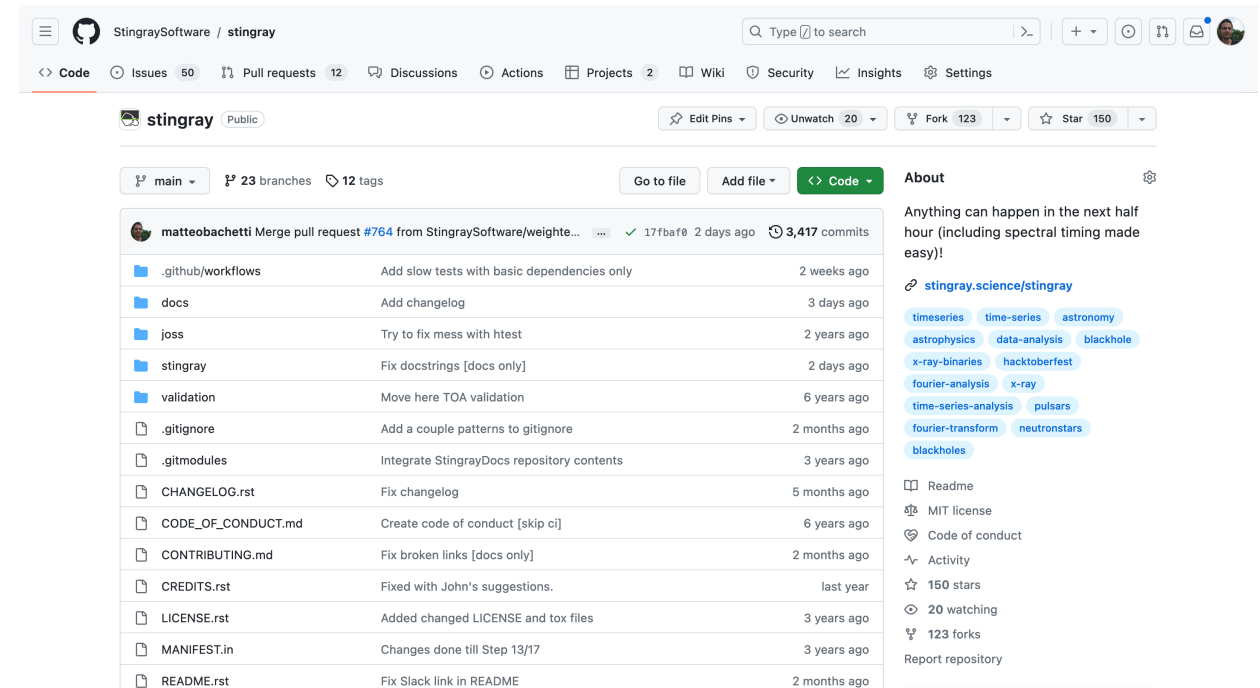 StingraySoftware / stingray
Type / to search
Code Issues 50 Pull requests 12 Discussions Actions Projects 2 Wiki Security Insights Settings
stingray Public
Edit Pins Unwatch 20 Fork 123 Star 150
main 23 branches 12 tags Go to file Add file Code
matteobachetti Merge pull request #764 from StingraySoftware/weighte... ... 17fbaf0 2 days ago 3,417 commits
.github/workflows Add slow tests with basic dependencies only 2 weeks ago
docs Add changelog 3 days ago
joss Try to fix mess with htest 2 years ago
stingray Fix docstrings [docs only] 2 days ago
validation Move here TOA validation 6 years ago
.gitignore Add a couple patterns to gitignore 2 months ago
.gitmodules Integrate StingrayDocs repository contents 3 years ago
CHANGELOG.rst Fix changelog 5 months ago
CODE_OF_CONDUCT.md Create code of conduct [skip ci] 6 years ago
CONTRIBUTING.md Fix broken links [docs only] 2 months ago
CREDITS.rst Fixed with John's suggestions. last year
LICENSE.rst Added changed LICENSE and tox files 3 years ago
MANIFEST.in Changes done till Step 13/17 3 years ago
README.rst Fix Slack link in README 2 months ago
About
Anything can happen in the next half
hour (including spectral timing made
easy)!
stingray.science/stingray
timeseries time-series astronomy
astrophysics data-analysis blackhole
x-ray-binaries hacktoberfest
fourier-analysis x-ray
time-series-analysis pulsars
fourier-transform neutronstars
blackholes
Readme
MIT license
Code of conduct
Activity
150 stars
20 watching
123 forks
Report repository